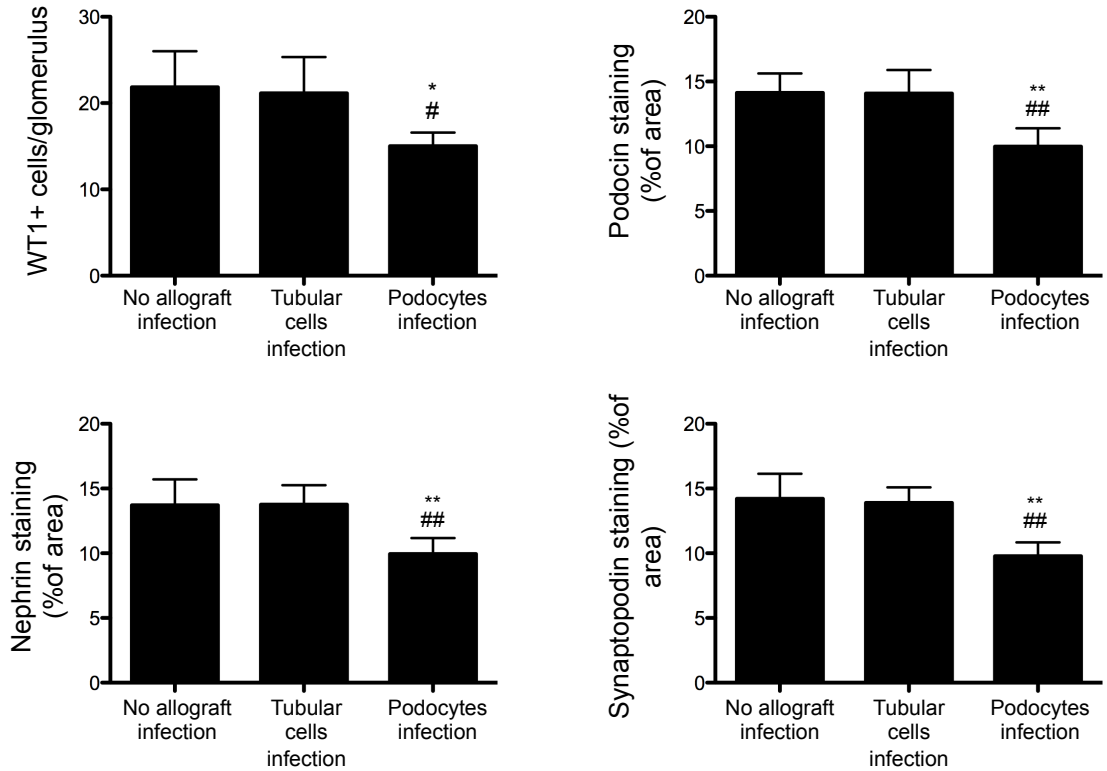 WT1+ cells/glomerulus
30
20
10
0
*
#
No allograft
infection
Tubular
cells
infection
Podocytes
infection
Podocin staining
(%of area)
20
15
10
5
0
**
##
No allograft
infection
Tubular
cells
infection
Podocytes
infection
Nephrin staining
(%of area)
20
15
10
5
0
**
##
No allograft
infection
Tubular
cells
infection
Podocytes
infection
Synaptopodin staining (%of
area)
20
15
10
5
0
**
##
No allograft
infection
Tubular
cells
infection
Podocytes
infection